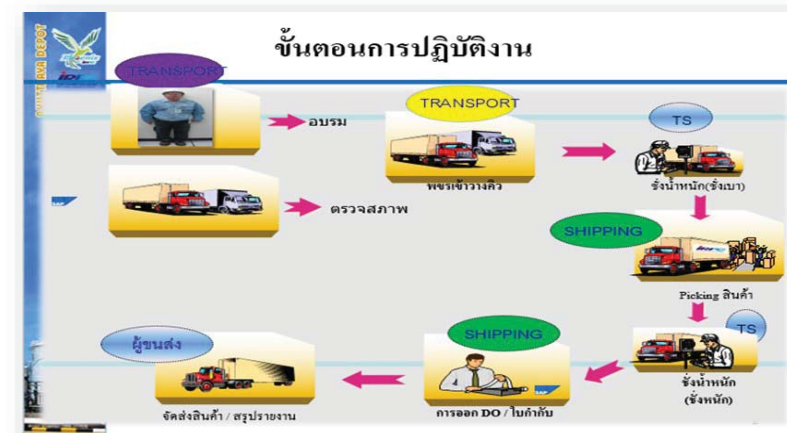 ขั้นตอนการปฏิบัติงาน
TRANSPORT
อบรม
TRANSPORT
พขรเข้าวางคิว
TS
ชั่งน้ำหนัก(ชั่งเบา)
SAP
ตรวจสภาพ
SHIPPING
Picking สินค้า
TS
ชั่งน้ำหนัก
(ชั่งหนัก)
SHIPPING
SAP
การออก DO / ใบกำกับ
ผู้ขนส่ง
จัดส่งสินค้า / สรุปรายงาน